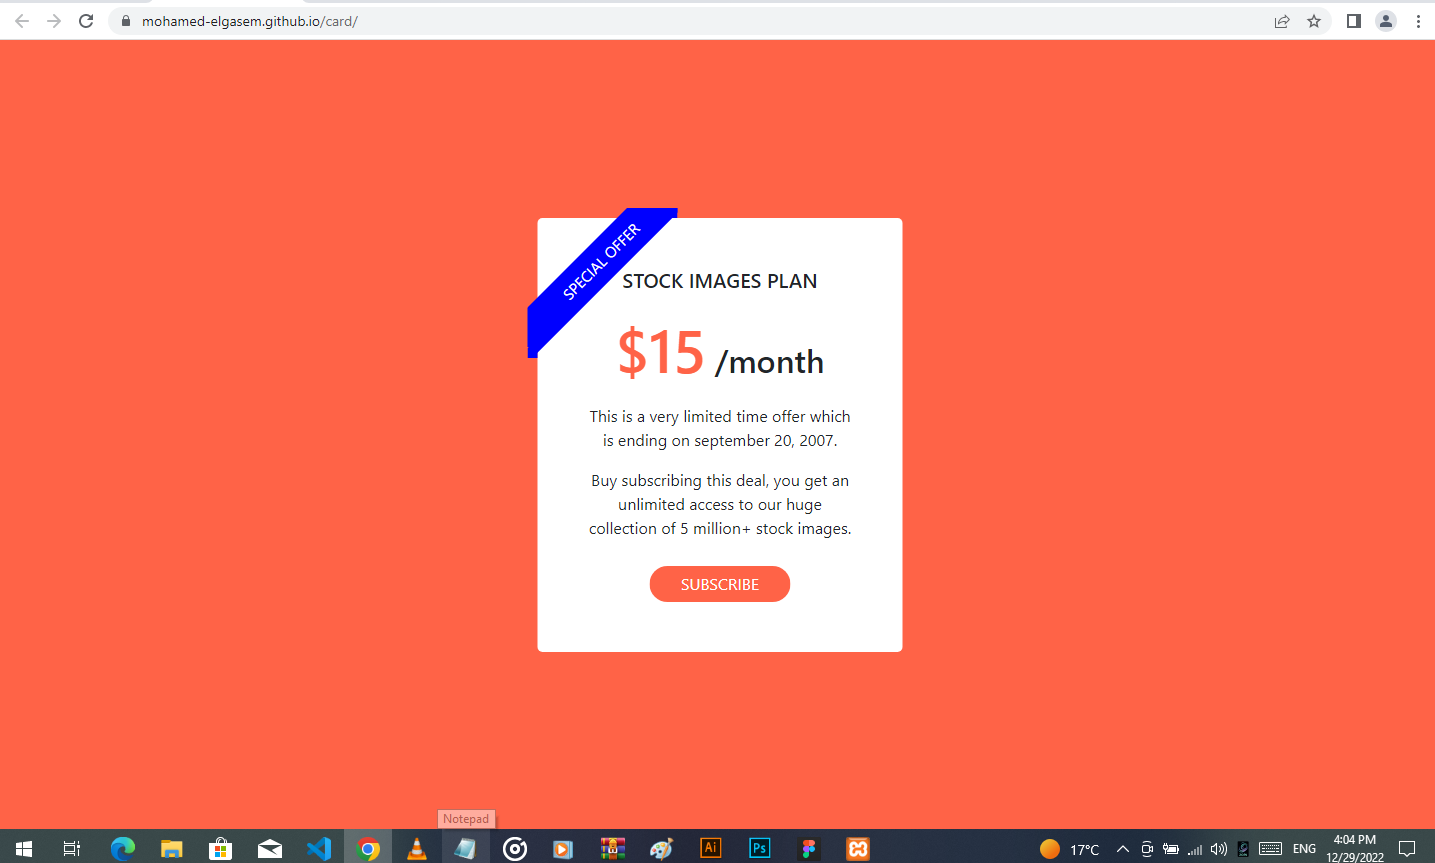 mohamed-elgasem.github.io/card/
SPECIAL OFFER
STOCK IMAGES PLAN
$15 /month
This is a very limited time offer which
is ending on september 20, 2007.
Buy subscribing this deal, you get an
unlimited access to our huge
collection of 5 million+ stock images.
SUBSCRIBE
Notepad
Ai
Ps
17°C
ENG
4:04 PM
12/29/2022